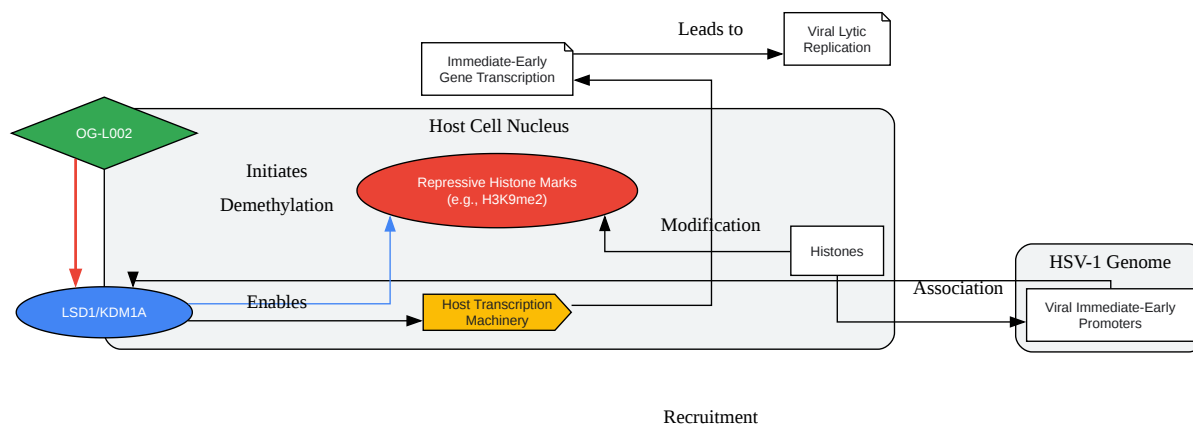 Leads to
Viral Lytic
Replication
Immediate-Early
Gene Transcription
OG-L002
Host Cell Nucleus
Initiates
Demethylation
Repressive Histone Marks
(e.g., H3K9me2)
Modification
Histones
HSV-1 Genome
Association
LSD1/KDM1A
Enables
Host Transcription
Machinery
Viral Immediate-Early
Promoters
Recruitment